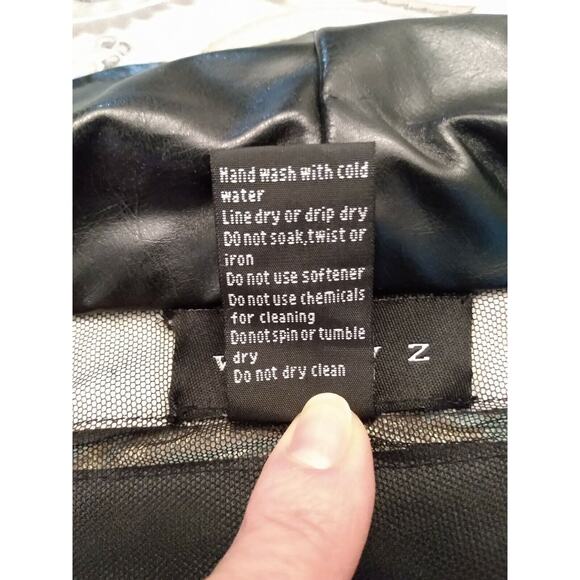 Hand wash with cold
water
Line dry or drip dry
Do not soak,twist or
iron
Do not use softener
Do not use chemicals
for cleaning
Donot spin or tumble
dry
Do not dry clean
Z